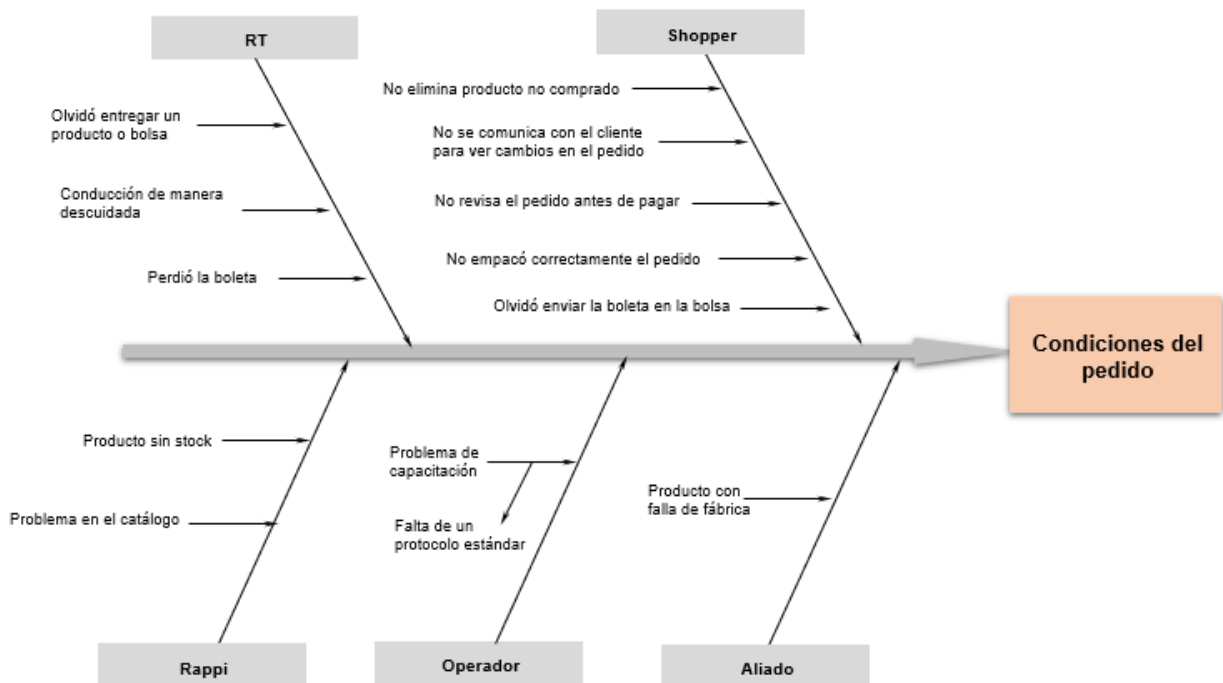 RT
Shopper
Olvidó entregar un
producto o bolsa
Conducción de manera
descuidada
Perdió la boleta
No elimina producto no comprado
No se comunica con el cliente
para ver cambios en el pedido
No revisa el pedido antes de pagar
No empacó correctamente el pedido
Olvidó enviar la boleta en la bolsa
Condiciones del
pedido
Producto sin stock
Problema en el catálogo
Problema de
capacitación
Falta de un
protocolo estándar
Producto con
falla de fábrica
Rappi
Operador
Aliado